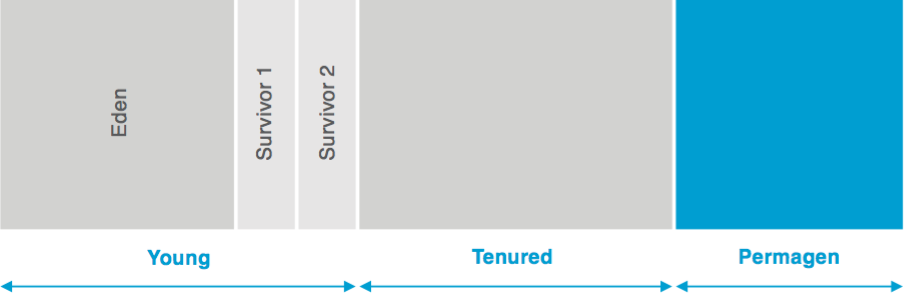 Eden
Survivor 1
Survivor 2
Young
Tenured
Permagen